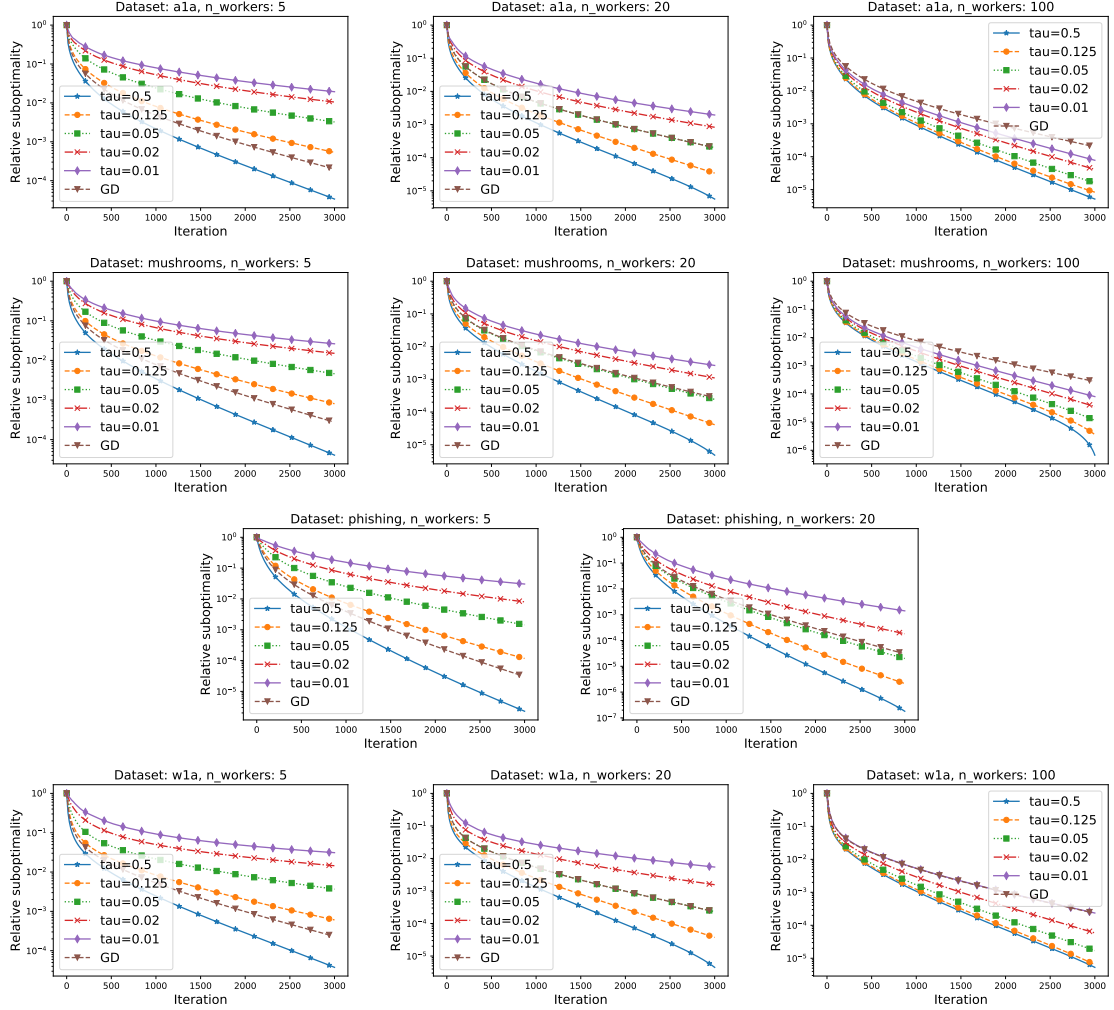 Dataset: a1a, n_workers: 5
Relative suboptimality
10⁰
10⁻¹
10⁻²
10⁻³
10⁻⁴
tau=0.5
tau=0.125
tau=0.05
tau=0.02
tau=0.01
GD
0 500 1000 1500 2000 2500 3000
Iteration
Dataset: a1a, n_workers: 20
Relative suboptimality
10⁰
10⁻¹
10⁻²
10⁻³
10⁻⁴
10⁻⁵
tau=0.5
tau=0.125
tau=0.05
tau=0.02
tau=0.01
GD
0 500 1000 1500 2000 2500 3000
Iteration
Dataset: a1a, n_workers: 100
Relative suboptimality
10⁰
10⁻¹
10⁻²
10⁻³
10⁻⁴
10⁻⁵
tau=0.5
tau=0.125
tau=0.05
tau=0.02
tau=0.01
GD
0 500 1000 1500 2000 2500 3000
Iteration
Dataset: mushrooms, n_workers: 5
Relative suboptimality
10⁰
10⁻¹
10⁻²
10⁻³
10⁻⁴
tau=0.5
tau=0.125
tau=0.05
tau=0.02
tau=0.01
GD
0 500 1000 1500 2000 2500 3000
Iteration
Dataset: mushrooms, n_workers: 20
Relative suboptimality
10⁰
10⁻¹
10⁻²
10⁻³
10⁻⁴
10⁻⁵
tau=0.5
tau=0.125
tau=0.05
tau=0.02
tau=0.01
GD
0 500 1000 1500 2000 2500 3000
Iteration
Dataset: mushrooms, n_workers: 100
Relative suboptimality
10⁰
10⁻¹
10⁻²
10⁻³
10⁻⁴
10⁻⁵
10⁻⁶
tau=0.5
tau=0.125
tau=0.05
tau=0.02
tau=0.01
GD
0 500 1000 1500 2000 2500 3000
Iteration
Dataset: phishing, n_workers: 5
Relative suboptimality
10⁰
10⁻¹
10⁻²
10⁻³
10⁻⁴
10⁻⁵
tau=0.5
tau=0.125
tau=0.05
tau=0.02
tau=0.01
GD
0 500 1000 1500 2000 2500 3000
Iteration
Dataset: phishing, n_workers: 20
Relative suboptimality
10⁰
10⁻¹
10⁻²
10⁻³
10⁻⁴
10⁻⁵
10⁻⁶
10⁻⁷
tau=0.5
tau=0.125
tau=0.05
tau=0.02
tau=0.01
GD
0 500 1000 1500 2000 2500 3000
Iteration
Dataset: w1a, n_workers: 5
Relative suboptimality
10⁰
10⁻¹
10⁻²
10⁻³
10⁻⁴
tau=0.5
tau=0.125
tau=0.05
tau=0.02
tau=0.01
GD
0 500 1000 1500 2000 2500 3000
Iteration
Dataset: w1a, n_workers: 20
Relative suboptimality
10⁰
10⁻¹
10⁻²
10⁻³
10⁻⁴
10⁻⁵
tau=0.5
tau=0.125
tau=0.05
tau=0.02
tau=0.01
GD
0 500 1000 1500 2000 2500 3000
Iteration
Dataset: w1a, n_workers: 100
Relative suboptimality
10⁰
10⁻¹
10⁻²
10⁻³
10⁻⁴
10⁻⁵
tau=0.5
tau=0.125
tau=0.05
tau=0.02
tau=0.01
GD
0 500 1000 1500 2000 2500 3000
Iteration